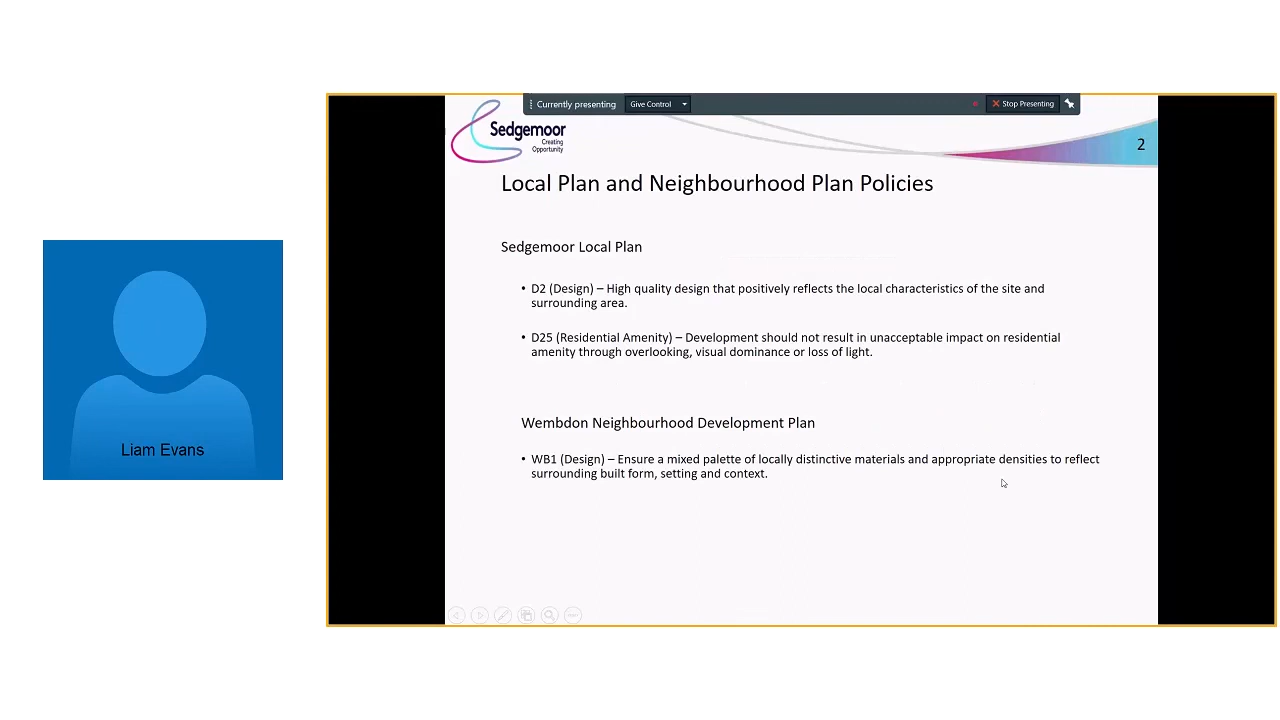 Currently presenting
Give Control
Stop Presenting
Sedgemoor
Creating
Opportunity
2
Local Plan and Neighbourhood Plan Policies
Sedgemoor Local Plan
• D2 (Design) – High quality design that positively reflects the local characteristics of the site and
surrounding area.
• D25 (Residential Amenity) – Development should not result in unacceptable impact on residential
amenity through overlooking, visual dominance or loss of light.
Liam Evans
Wembdon Neighbourhood Development Plan
• WB1 (Design) – Ensure a mixed palette of locally distinctive materials and appropriate densities to reflect
surrounding built form, setting and context.